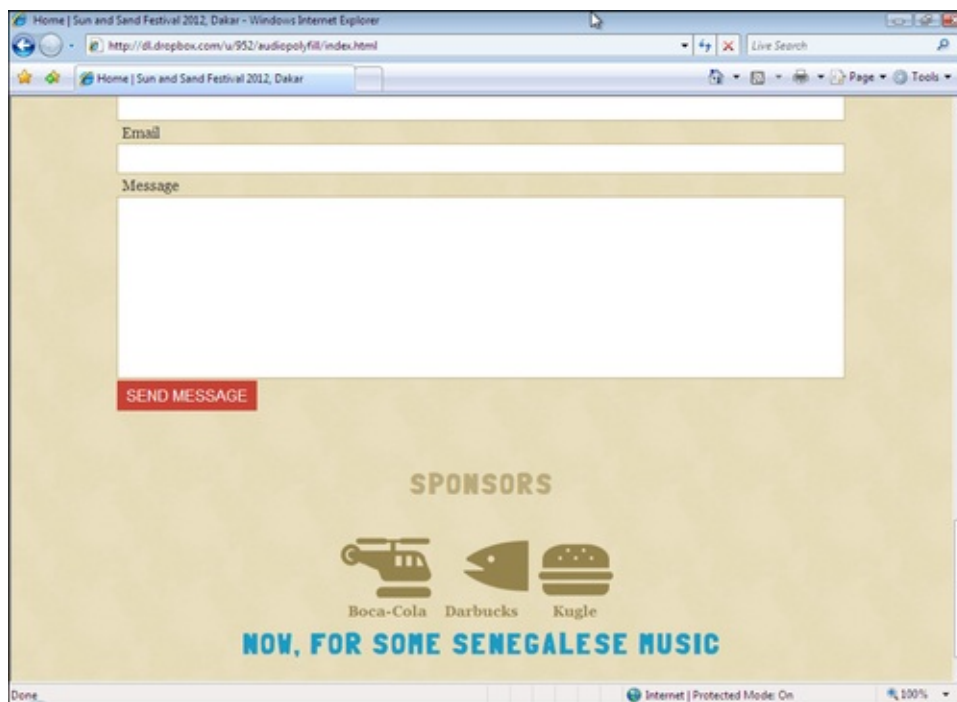 Home | Sun and Sand Festival 2012, Dakar - Windows Internet Explorer
http://dl.dropbox.com/u/952/audiopolyfill/index.html
Live Search
Home | Sun and Sand Festival 2012, Dakar
Page
Tools
Email
Message
SEND MESSAGE
SPONSORS
Boca-Cola Darbucks Kugle
NOW, FOR SOME SENEGALESE MUSIC
Done
Internet | Protected Mode: On
100%